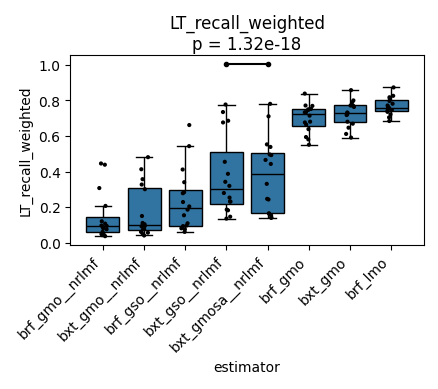 LT_recall_weighted
p = 1.32e-18
LT_recall_weighted
1.0
0.8
0.6
0.4
0.2
0.0
brf_gmo__nrlmf
bxt_gmo__nrlmf
brf_gso__nrlmf
bxt_gso__nrlmf
bxt_gmosa__nrlmf
brf_gmo
bxt_gmo
brf_lmo
estimator